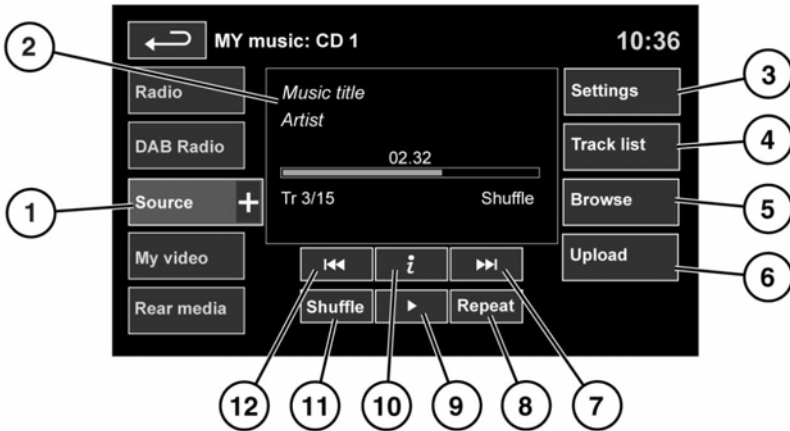 MY music: CD 1
10:36
Radio
DAB Radio
Source +
My video
Rear media
Music title
Artist
02.32
Tr 3/15
Shuffle
i
Shuffle
Repeat
Settings
Track list
Browse
Upload
1
2
3
4
5
6
7
8
9
10
11
12